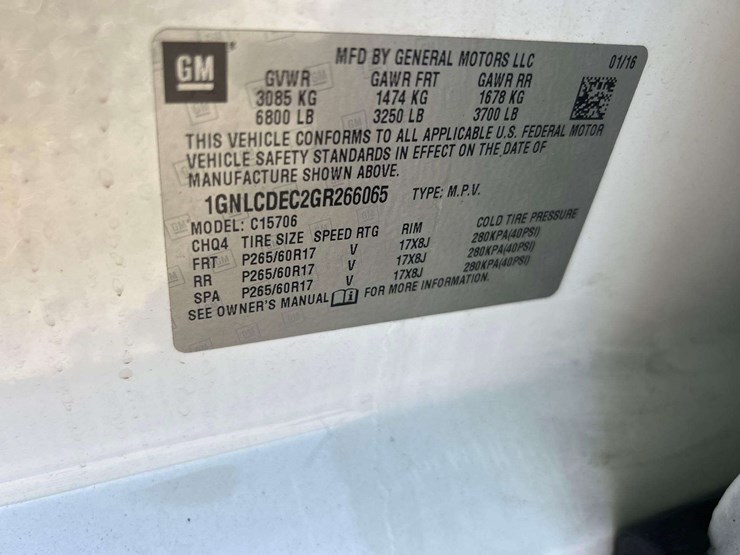 GM MFD BY GENERAL MOTORS LLC 01/16
GVWR GAWR FRT GAWR RR
3085 KG 1474 KG 1678 KG
6800 LB 3250 LB 3700 LB
THIS VEHICLE CONFORMS TO ALL APPLICABLE U.S. FEDERAL MOTOR
VEHICLE SAFETY STANDARDS IN EFFECT ON THE DATE OF
MANUFACTURE SHOWN ABOVE.
1GNLCDEC2GR266065 TYPE: M.P.V.
MODEL: C15706
CHQ4 TIRE SIZE SPEED RTG RIM COLD TIRE PRESSURE
FRT P265/60R17 V 17X8J 280KPA(40PSI)
RR P265/60R17 V 17X8J 280KPA(40PSI)
SPA P265/60R17 V 17X8J 280KPA(40PSI)
SEE OWNER'S MANUAL FOR MORE INFORMATION.